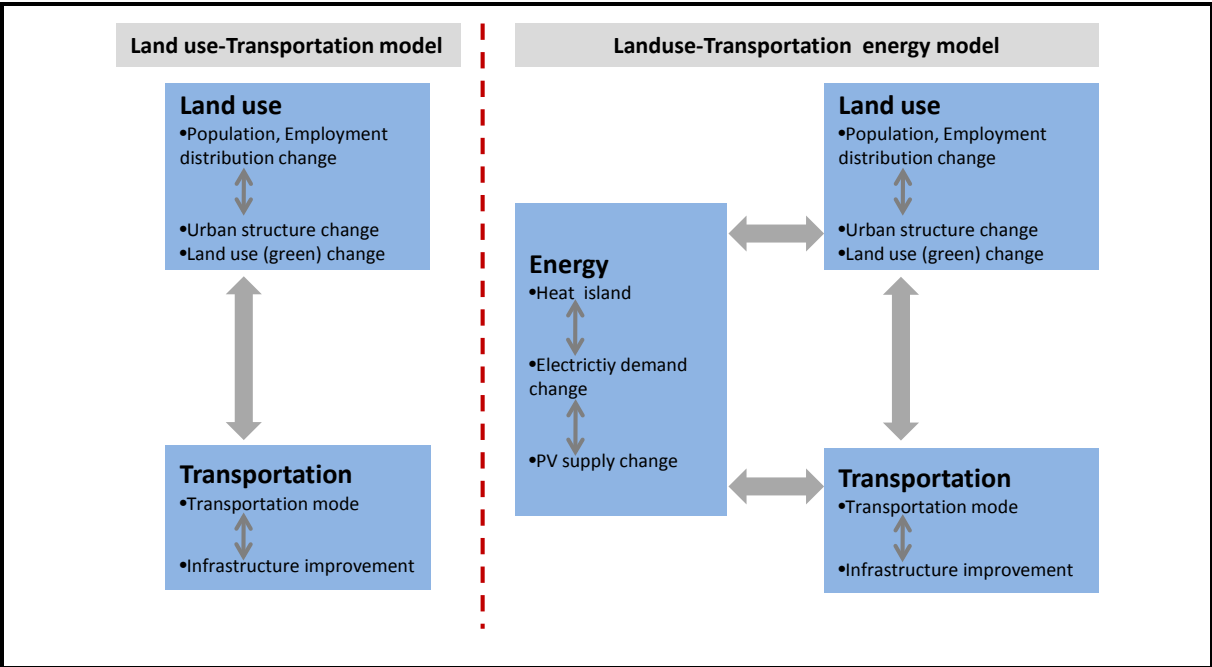 Land use-Transportation model
Land use
•Population, Employment
distribution change
•Urban structure change
•Land use (green) change
Transportation
•Transportation mode
•Infrastructure improvement
Landuse-Transportation energy model
Energy
•Heat island
•Electrictiy demand
change
•PV supply change
Land use
•Population, Employment
distribution change
•Urban structure change
•Land use (green) change
Transportation
•Transportation mode
•Infrastructure improvement